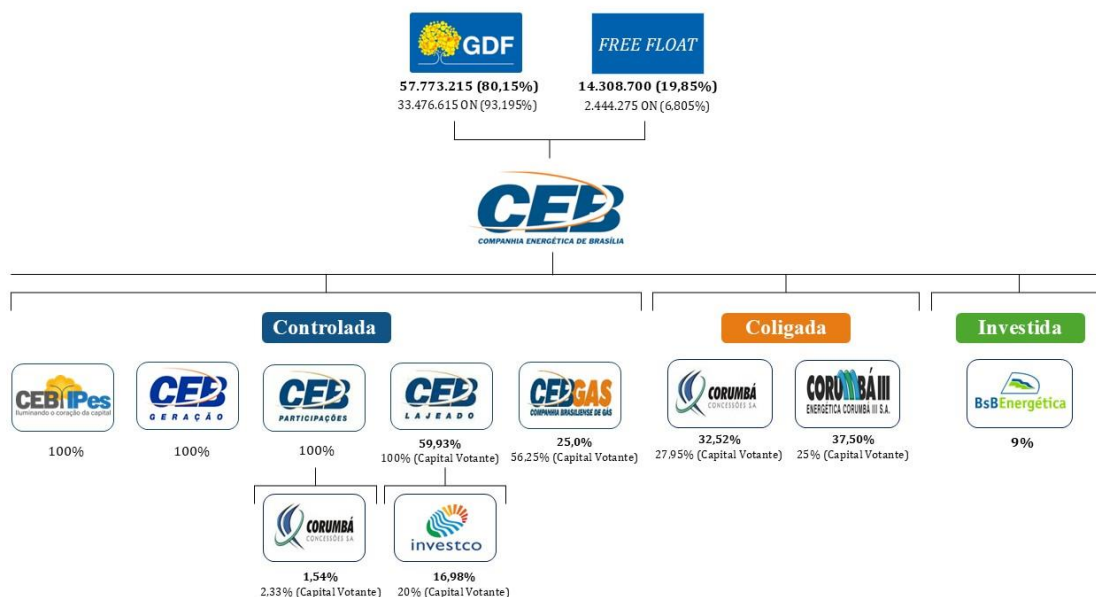 GDF
FREE FLOAT
57.773.215 (80,15%)
14.308.700 (19,85%)
33.476.615 ON (93,195%)
2.444.275 ON (6,805%)
CEB
COMPANHIA ENERGÉTICA DE BRASÍLIA
Controlada
Coligada
Investida
CEB IPes
Iluminando o coração da capital
100%
CEB
GERAÇÃO
100%
CEB
PARTICIPAÇÕES
100%
CEB
LAJEADO
59,93%
100% (Capital Votante)
CEBGAS
COMPANHIA BRASILIENSE DE GÁS
25,0%
56,25% (Capital Votante)
CORUMBÁ
CONCESSÕES SA
32,52%
27,95% (Capital Votante)
CORUMBÁ III
ENERGÉTICA CORUMBÁ III S.A.
37,50%
25% (Capital Votante)
BsBEnergética
9%
CORUMBÁ
CONCESSÕES SA
1,54%
2,33% (Capital Votante)
investco
16,98%
20% (Capital Votante)